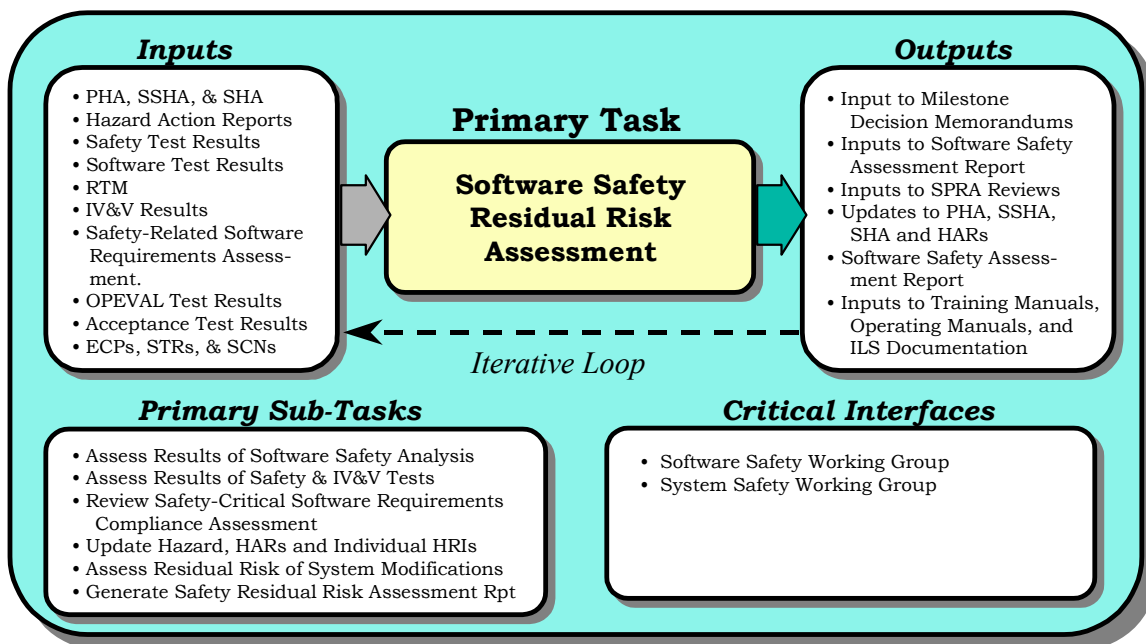 Inputs
• PHA, SSHA, & SHA
• Hazard Action Reports
• Safety Test Results
• Software Test Results
• RTM
• IV&V Results
• Safety-Related Software
Requirements Assess-
ment.
• OPEVAL Test Results
• Acceptance Test Results
• ECPs, STRs, & SCNs
Primary Task
Software Safety
Residual Risk
Assessment
Outputs
• Input to Milestone
Decision Memorandums
• Inputs to Software Safety
Assessment Report
• Inputs to SPRA Reviews
• Updates to PHA, SSHA,
SHA and HARs
• Software Safety Assess-
ment Report
• Inputs to Training Manuals,
Operating Manuals, and
ILS Documentation
Iterative Loop
Primary Sub-Tasks
• Assess Results of Software Safety Analysis
• Assess Results of Safety & IV&V Tests
• Review Safety-Critical Software Requirements
Compliance Assessment
• Update Hazard, HARs and Individual HRIs
• Assess Residual Risk of System Modifications
• Generate Safety Residual Risk Assessment Rpt
Critical Interfaces
• Software Safety Working Group
• System Safety Working Group